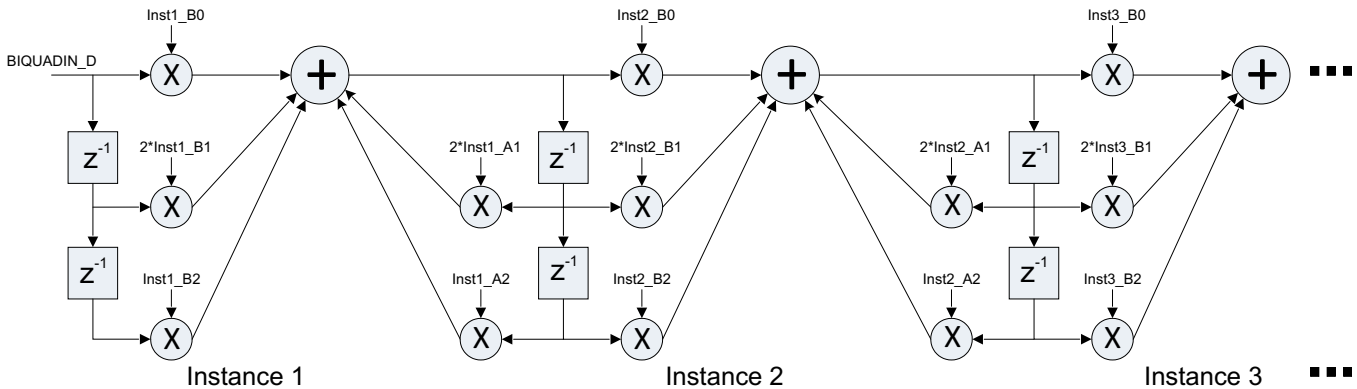 Inst1_B0
Inst2_B0
Inst3_B0
BIQUADIN_D
X
+
X
+
X
+
...
z-1
2*Inst1_B1
2*Inst1_A1
z-1
2*Inst2_B1
2*Inst2_A1
z-1
2*Inst3_B1
X
X
X
X
X
z-1
Inst1_B2
Inst1_A2
z-1
Inst2_B2
Inst2_A2
z-1
Inst3_B2
X
X
X
X
X
Instance 1
Instance 2
Instance 3
...